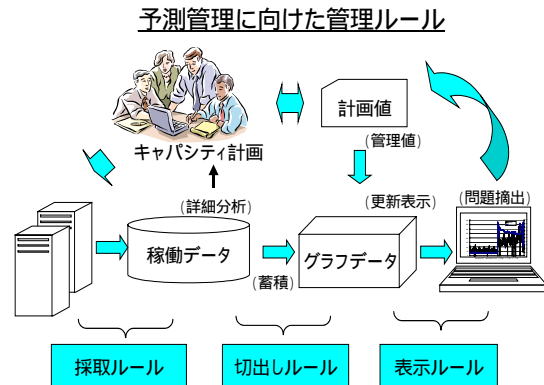 予測管理に向けた管理ルール
計画値
キャパシティ計画
(管理値)
(詳細分析)
(更新表示)
(問題摘出)
稼働データ
グラフデータ
(蓄積)
採取ルール
切出しルール
表示ルール